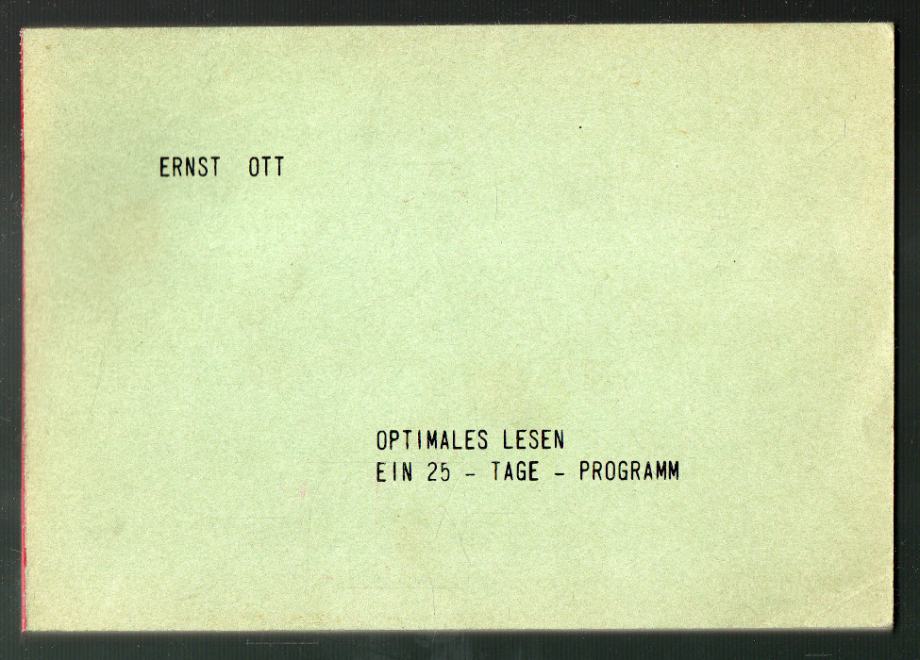 ERNST OTT
OPTIMALES LESEN
EIN 25 - TAGE - PROGRAMM